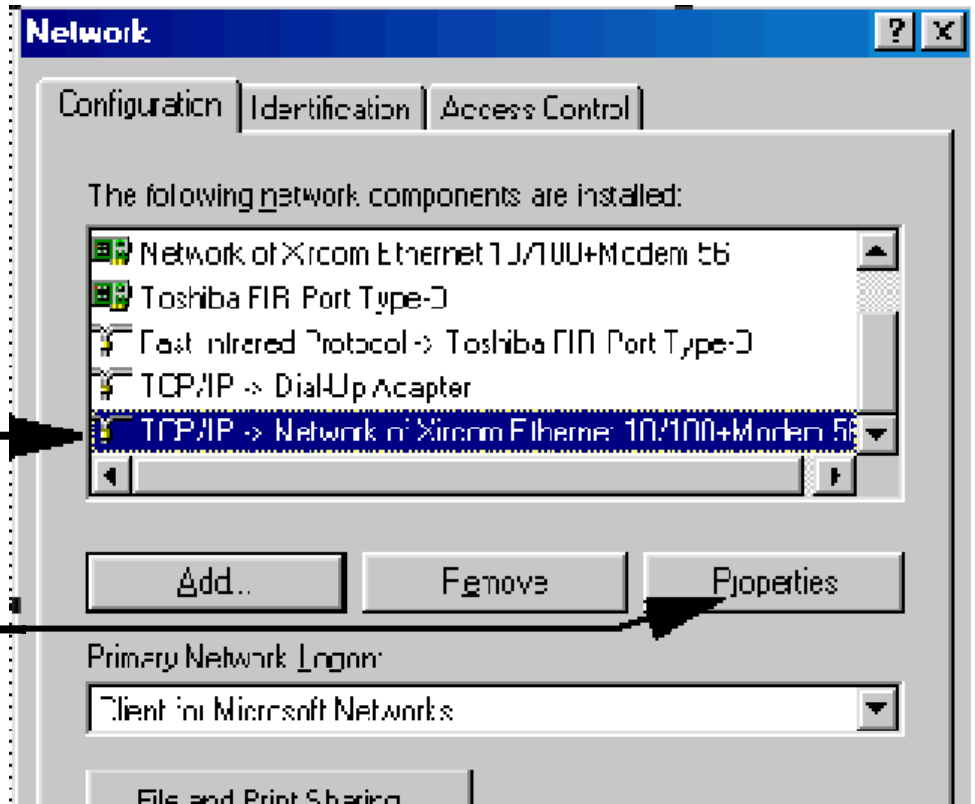 Network
Configuration Identification Access Control
The following network components are installed:
Network of Xircom Ethernet 10/100+Modem 56
Toshiba FIR Port Type-O
Fast Infrared Protocol -> Toshiba FIR Port Type-O
TCP/IP -> Dial-Up Adapter
TCP/IP -> Network of Xircom Ethernet 10/100+Modem 56
Add... Remove Properties
Primary Network Logon:
Client for Microsoft Networks
File and Print Sharing...